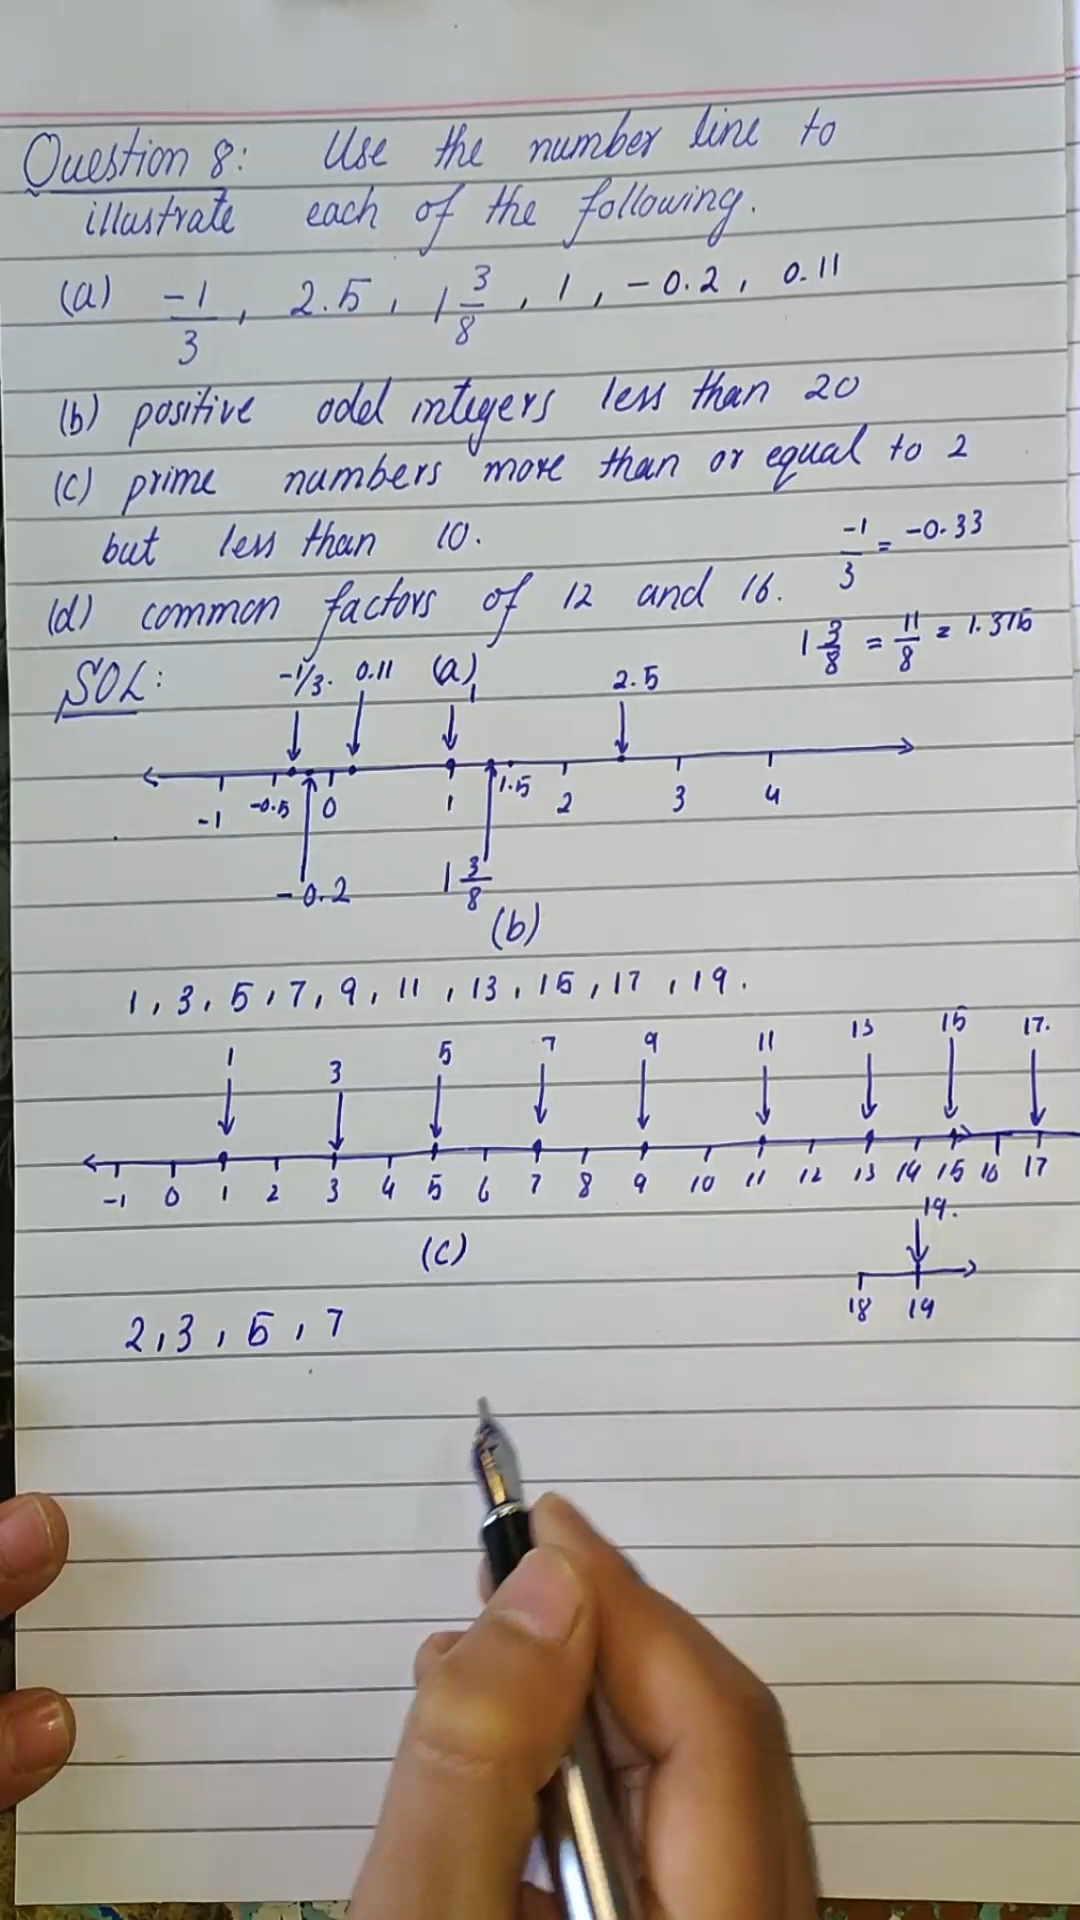 Question 8: Use the number line to
illustrate each of the following.
(a) -1/3, 2.5, 1 3/8, 1, -0.2, 0.11
(b) positive odd integers less than 20
(c) prime numbers more than or equal to 2
but less than 10.
-1/3 = -0.33
(d) common factors of 12 and 16.
1 3/8 = 11/8 = 1.375
SOL:
(a)
-1/3. 0.11 1 2.5
-1 -0.5 0 1 1.5 2 3 4
-0.2 1 3/8
(b)
1, 3, 5, 7, 9, 11, 13, 15, 17, 19.
1 3 5 7 9 11 13 15 17.
-1 0 1 2 3 4 5 6 7 8 9 10 11 12 13 14 15 16 17
19.
18 19
(c)
2, 3, 5, 7